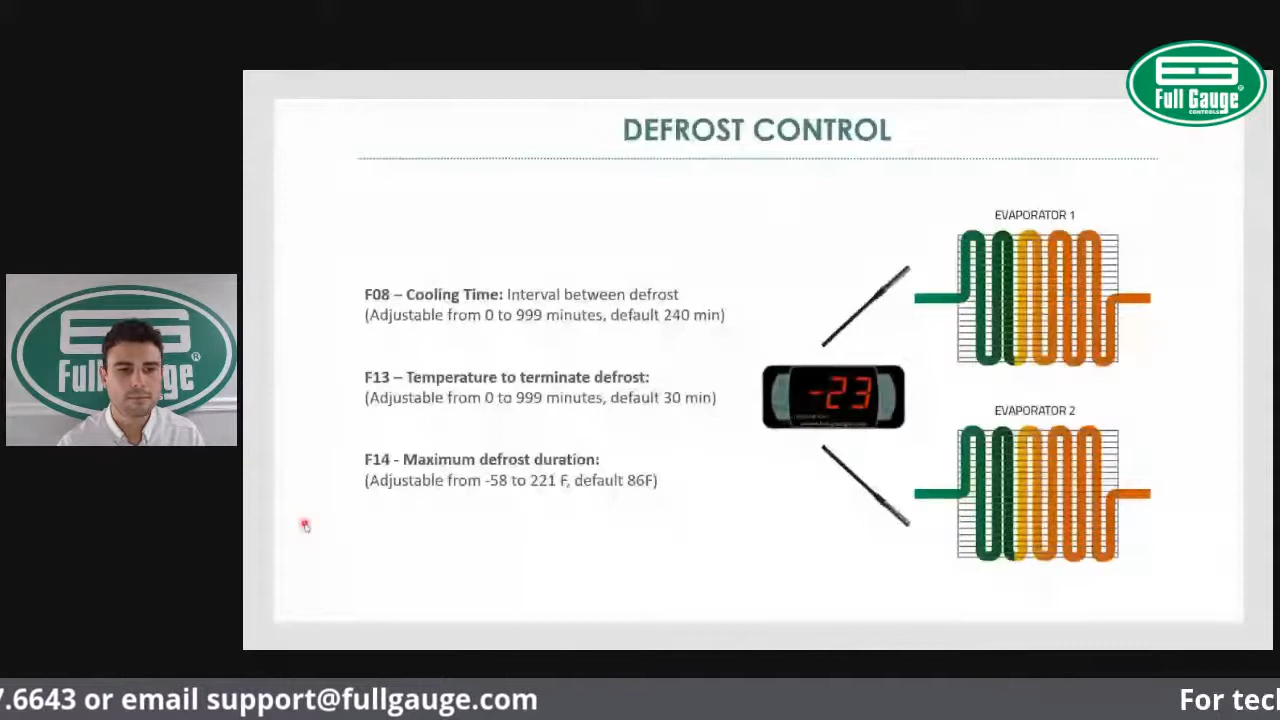 Full Gauge
CONTROLS
DEFROST CONTROL
EVAPORATOR 1
F08 – Cooling Time: Interval between defrost
(Adjustable from 0 to 999 minutes, default 240 min)
F13 – Temperature to terminate defrost:
(Adjustable from 0 to 999 minutes, default 30 min)
-23
EVAPORATOR 2
F14 - Maximum defrost duration:
(Adjustable from -58 to 221 F, default 86F)
7.6643 or email support@fullgauge.com
For tec